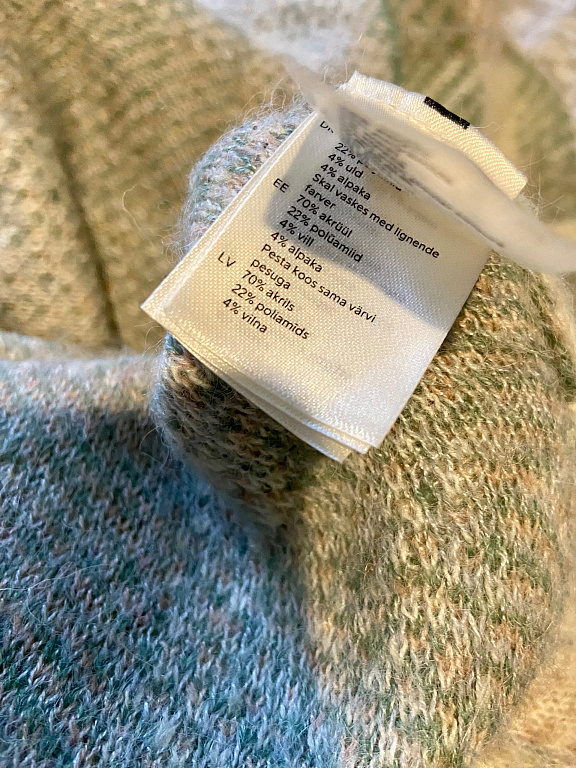 22%
4% uld
4% alpaka
Skal vaskes med lignende
farver
EE 70% akrüül
22% polüamiid
4% vill
4% alpaka
Pesta koos sama värvi
pesuga
LV 70% akrils
22% poliamids
4% vilna